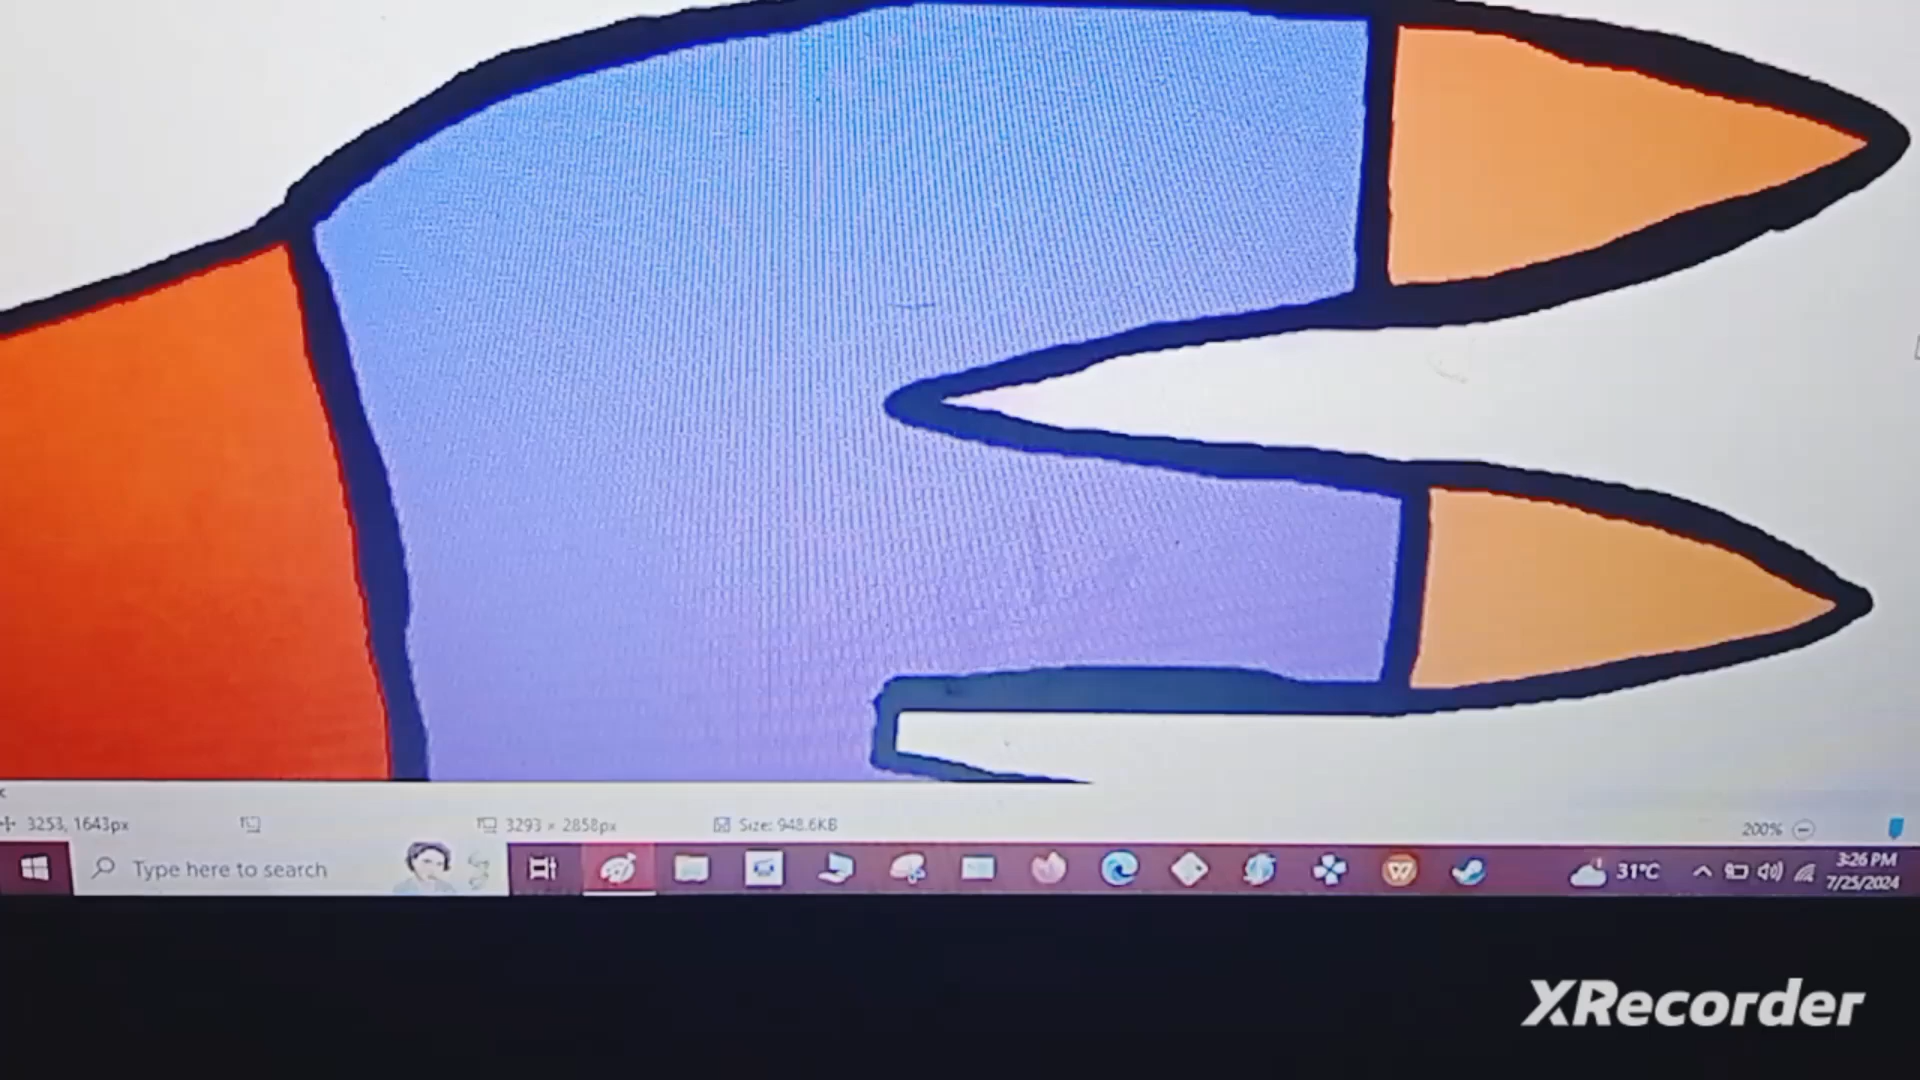 3253, 1643px
3293 × 2858px
Size: 948.6KB
200%
Type here to search
31°C
3:26 PM
7/25/2024
XRecorder